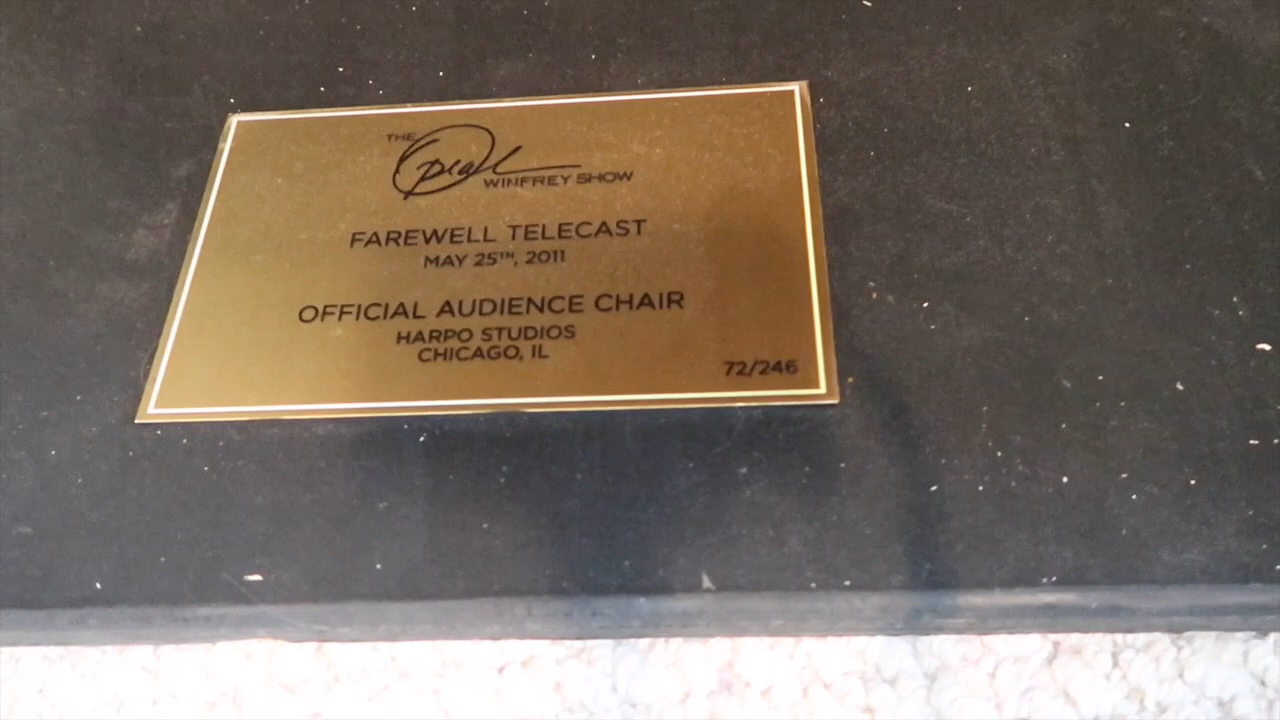 THE
Oprah
WINFREY SHOW
FAREWELL TELECAST
MAY 25TH, 2011
OFFICIAL AUDIENCE CHAIR
HARPO STUDIOS
CHICAGO, IL
72/246